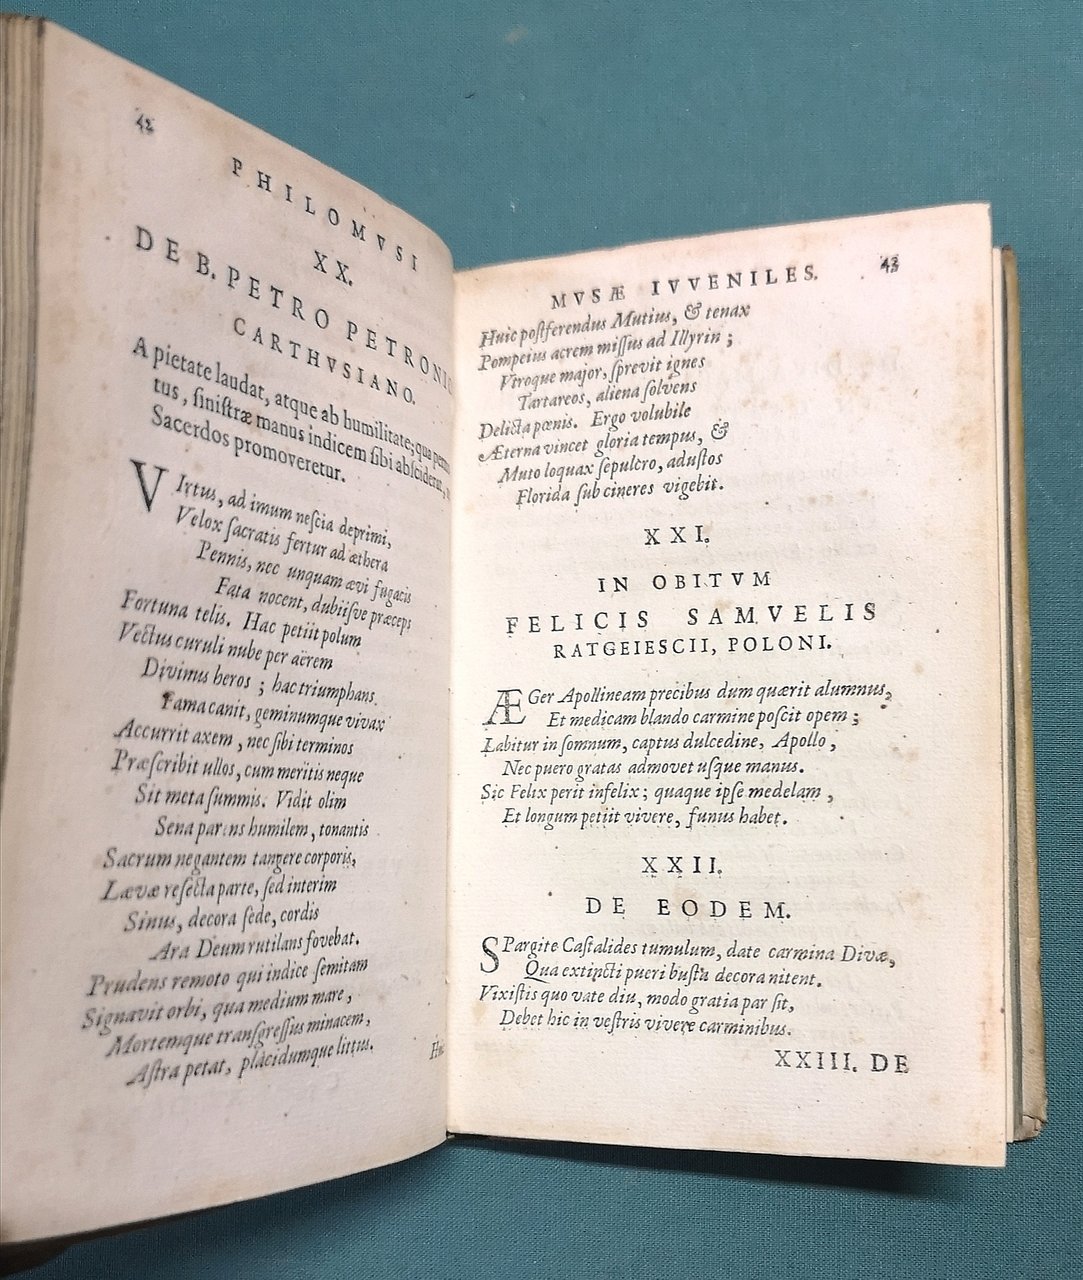 42
PHILOMVSI
XX.
DE B. PETRO PETRONIO
CARTHVSIANO.
A pietate laudat, atque ab humilitate; qua
tus, ſiniſtræ manus indicem ſibi abſciderat,
Sacerdos promoveretur.
VIrtus, ad imum neſcia deprimi,
Velox ſacratis fertur ad æthera
Pennis, nec unquam ævi fugacis
Fata nocent, dubiiſve præceps
Fortuna telis. Hac petiit polum
Vectus curuli nube per aërem
Divinus heros; hac triumphans
Fama canit, geminumque vivax
Accurrit axem, nec ſibi terminos
Præſcribit ullos, cum meritis neque
Sit meta ſummis. Vidit olim
Sena parens humilem, tonantis
Sacrum negantem tangere corporis,
Lævæ reſecta parte, ſed interim
Sinus, decora ſede, cordis
Ara Deum rutilans fovebat.
Prudens remoto qui indice ſemitam
Signavit orbi, qua medium mare,
Mortemque tranſgreſſus minacem,
Aſtra petat, placidumque littus.
43
MVSÆ IVVENILES.
Huic poſtferendus Mutius, & tenax
Pompeius acrem miſſus ad Illyrin;
Vtroque major, ſprevit ignes
Tartareos, aliena ſolvens
Delicta pœnis. Ergo volubile
Æterna vincet gloria tempus, &
Muto loquax ſepulcro, aduſtos
Florida ſub cineres vigebit.
XXI.
IN OBITVM
FELICIS SAMVELIS
RATGEIESCII, POLONI.
ÆGer Apollineam precibus dum quærit alumnus,
Et medicam blando carmine poſcit opem;
Labitur in ſomnum, captus dulcedine, Apollo,
Nec puero gratas admovet uſque manus.
Sic Felix perit infelix; quaque ipſe medelam,
Et longum petiit vivere, funus habet.
XXII.
DE EODEM.
SPargite Caſtalides tumulum, date carmina Divæ,
Qua extincti pueri buſta decora nitent.
Vixiſtis quo vate diu, modo gratia par ſit,
Debet hic in veſtris vivere carminibus.
XXIII. DE